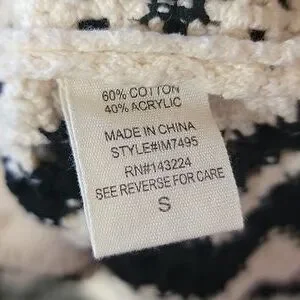 60% COTTON
40% ACRYLIC
MADE IN CHINA
STYLE#IM7495
RN#143224
SEE REVERSE FOR CARE
S